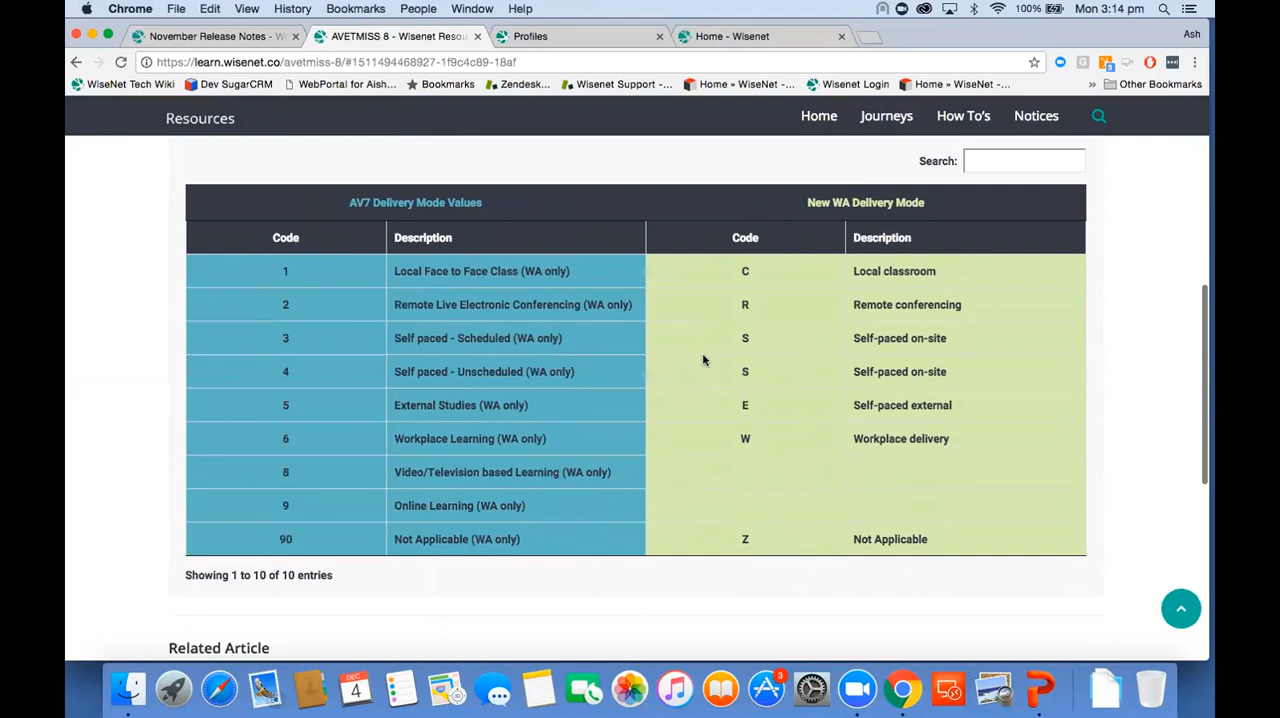 Chrome File Edit View History Bookmarks People Window Help 100% Mon 3:14 pm
November Release Notes - W AVETMISS 8 - Wisenet Resou Profiles Home - Wisenet Ash
https://learn.wisenet.co/avetmiss-8/#1511494468927-1f9c4c89-18af
WiseNet Tech Wiki Dev SugarCRM WebPortal for Aish... Bookmarks Zendesk... Wisenet Support -... Home » WiseNet -... Wisenet Login Home » WiseNet -... » Other Bookmarks
Resources Home Journeys How To's Notices
Search:
AV7 Delivery Mode Values New WA Delivery Mode
Code Description Code Description
1 Local Face to Face Class (WA only) C Local classroom
2 Remote Live Electronic Conferencing (WA only) R Remote conferencing
3 Self paced - Scheduled (WA only) S Self-paced on-site
4 Self paced - Unscheduled (WA only) S Self-paced on-site
5 External Studies (WA only) E Self-paced external
6 Workplace Learning (WA only) W Workplace delivery
8 Video/Television based Learning (WA only)
9 Online Learning (WA only)
90 Not Applicable (WA only) Z Not Applicable
Showing 1 to 10 of 10 entries
Related Article
DEC
4
3